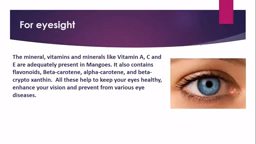 For eyesight
The mineral, vitamins and minerals like Vitamin A, C and
E are adequately present in Mangoes. It also contains
flavonoids, Beta-carotene, alpha-carotene, and beta-
crypto xanthin.  All these help to keep your eyes healthy,
enhance your vision and prevent from various eye
diseases.